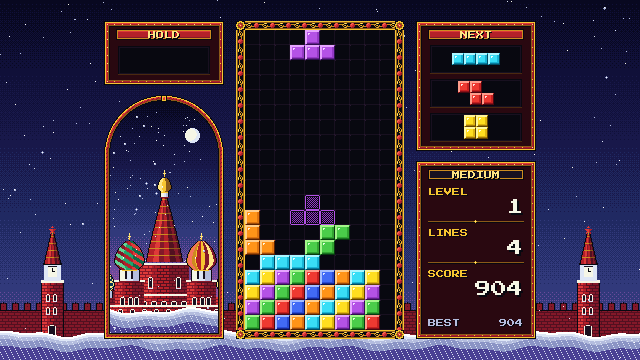 HOLD
NEXT
MEDIUM
LEVEL
1
LINES
4
SCORE
904
BEST 904